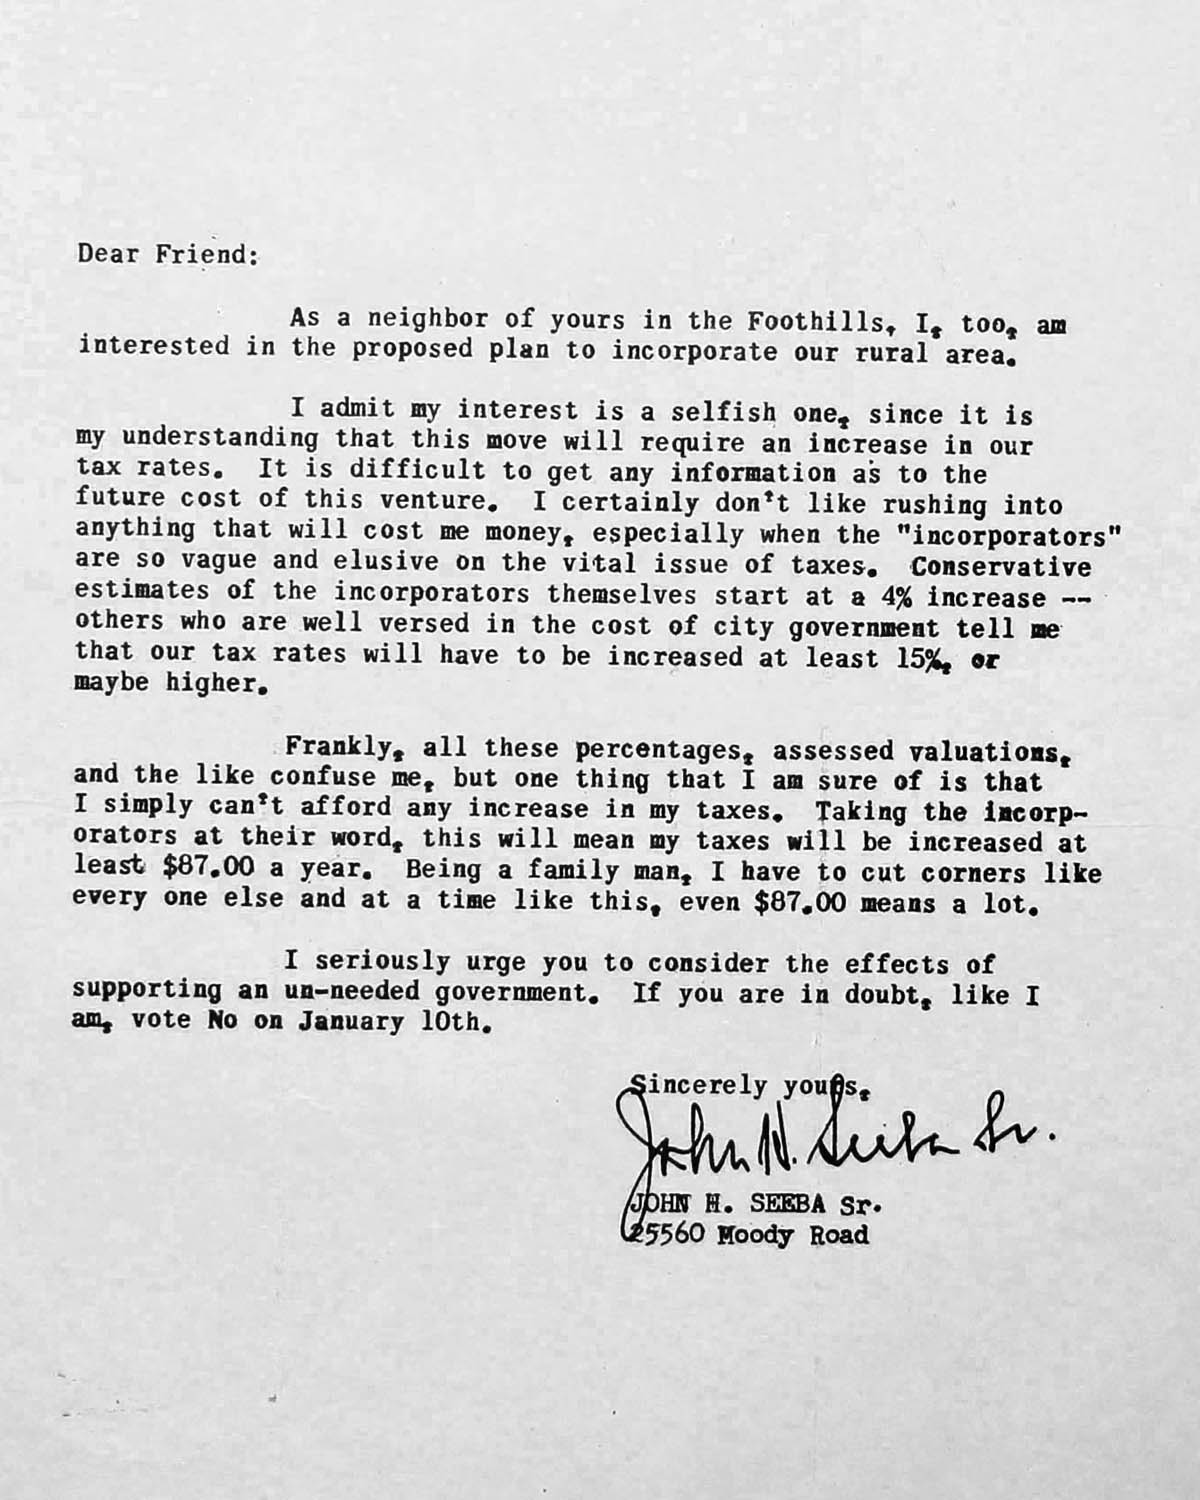 Dear Friend:
As a neighbor of yours in the Foothills, I, too, am
interested in the proposed plan to incorporate our rural area.
I admit my interest is a selfish one, since it is
my understanding that this move will require an increase in our
tax rates. It is difficult to get any information as to the
future cost of this venture. I certainly don't like rushing into
anything that will cost me money, especially when the "incorporators"
are so vague and elusive on the vital issue of taxes. Conservative
estimates of the incorporators themselves start at a 4% increase --
others who are well versed in the cost of city government tell me
that our tax rates will have to be increased at least 15%, or
maybe higher.
Frankly, all these percentages, assessed valuations,
and the like confuse me, but one thing that I am sure of is that
I simply can't afford any increase in my taxes. Taking the incorp-
orators at their word, this will mean my taxes will be increased at
least $87.00 a year. Being a family man, I have to cut corners like
every one else and at a time like this, even $87.00 means a lot.
I seriously urge you to consider the effects of
supporting an un-needed government. If you are in doubt, like I
am, vote No on January 10th.
Sincerely yours,
John H. Seeba Sr.
JOHN H. SEEBA Sr.
25560 Moody Road